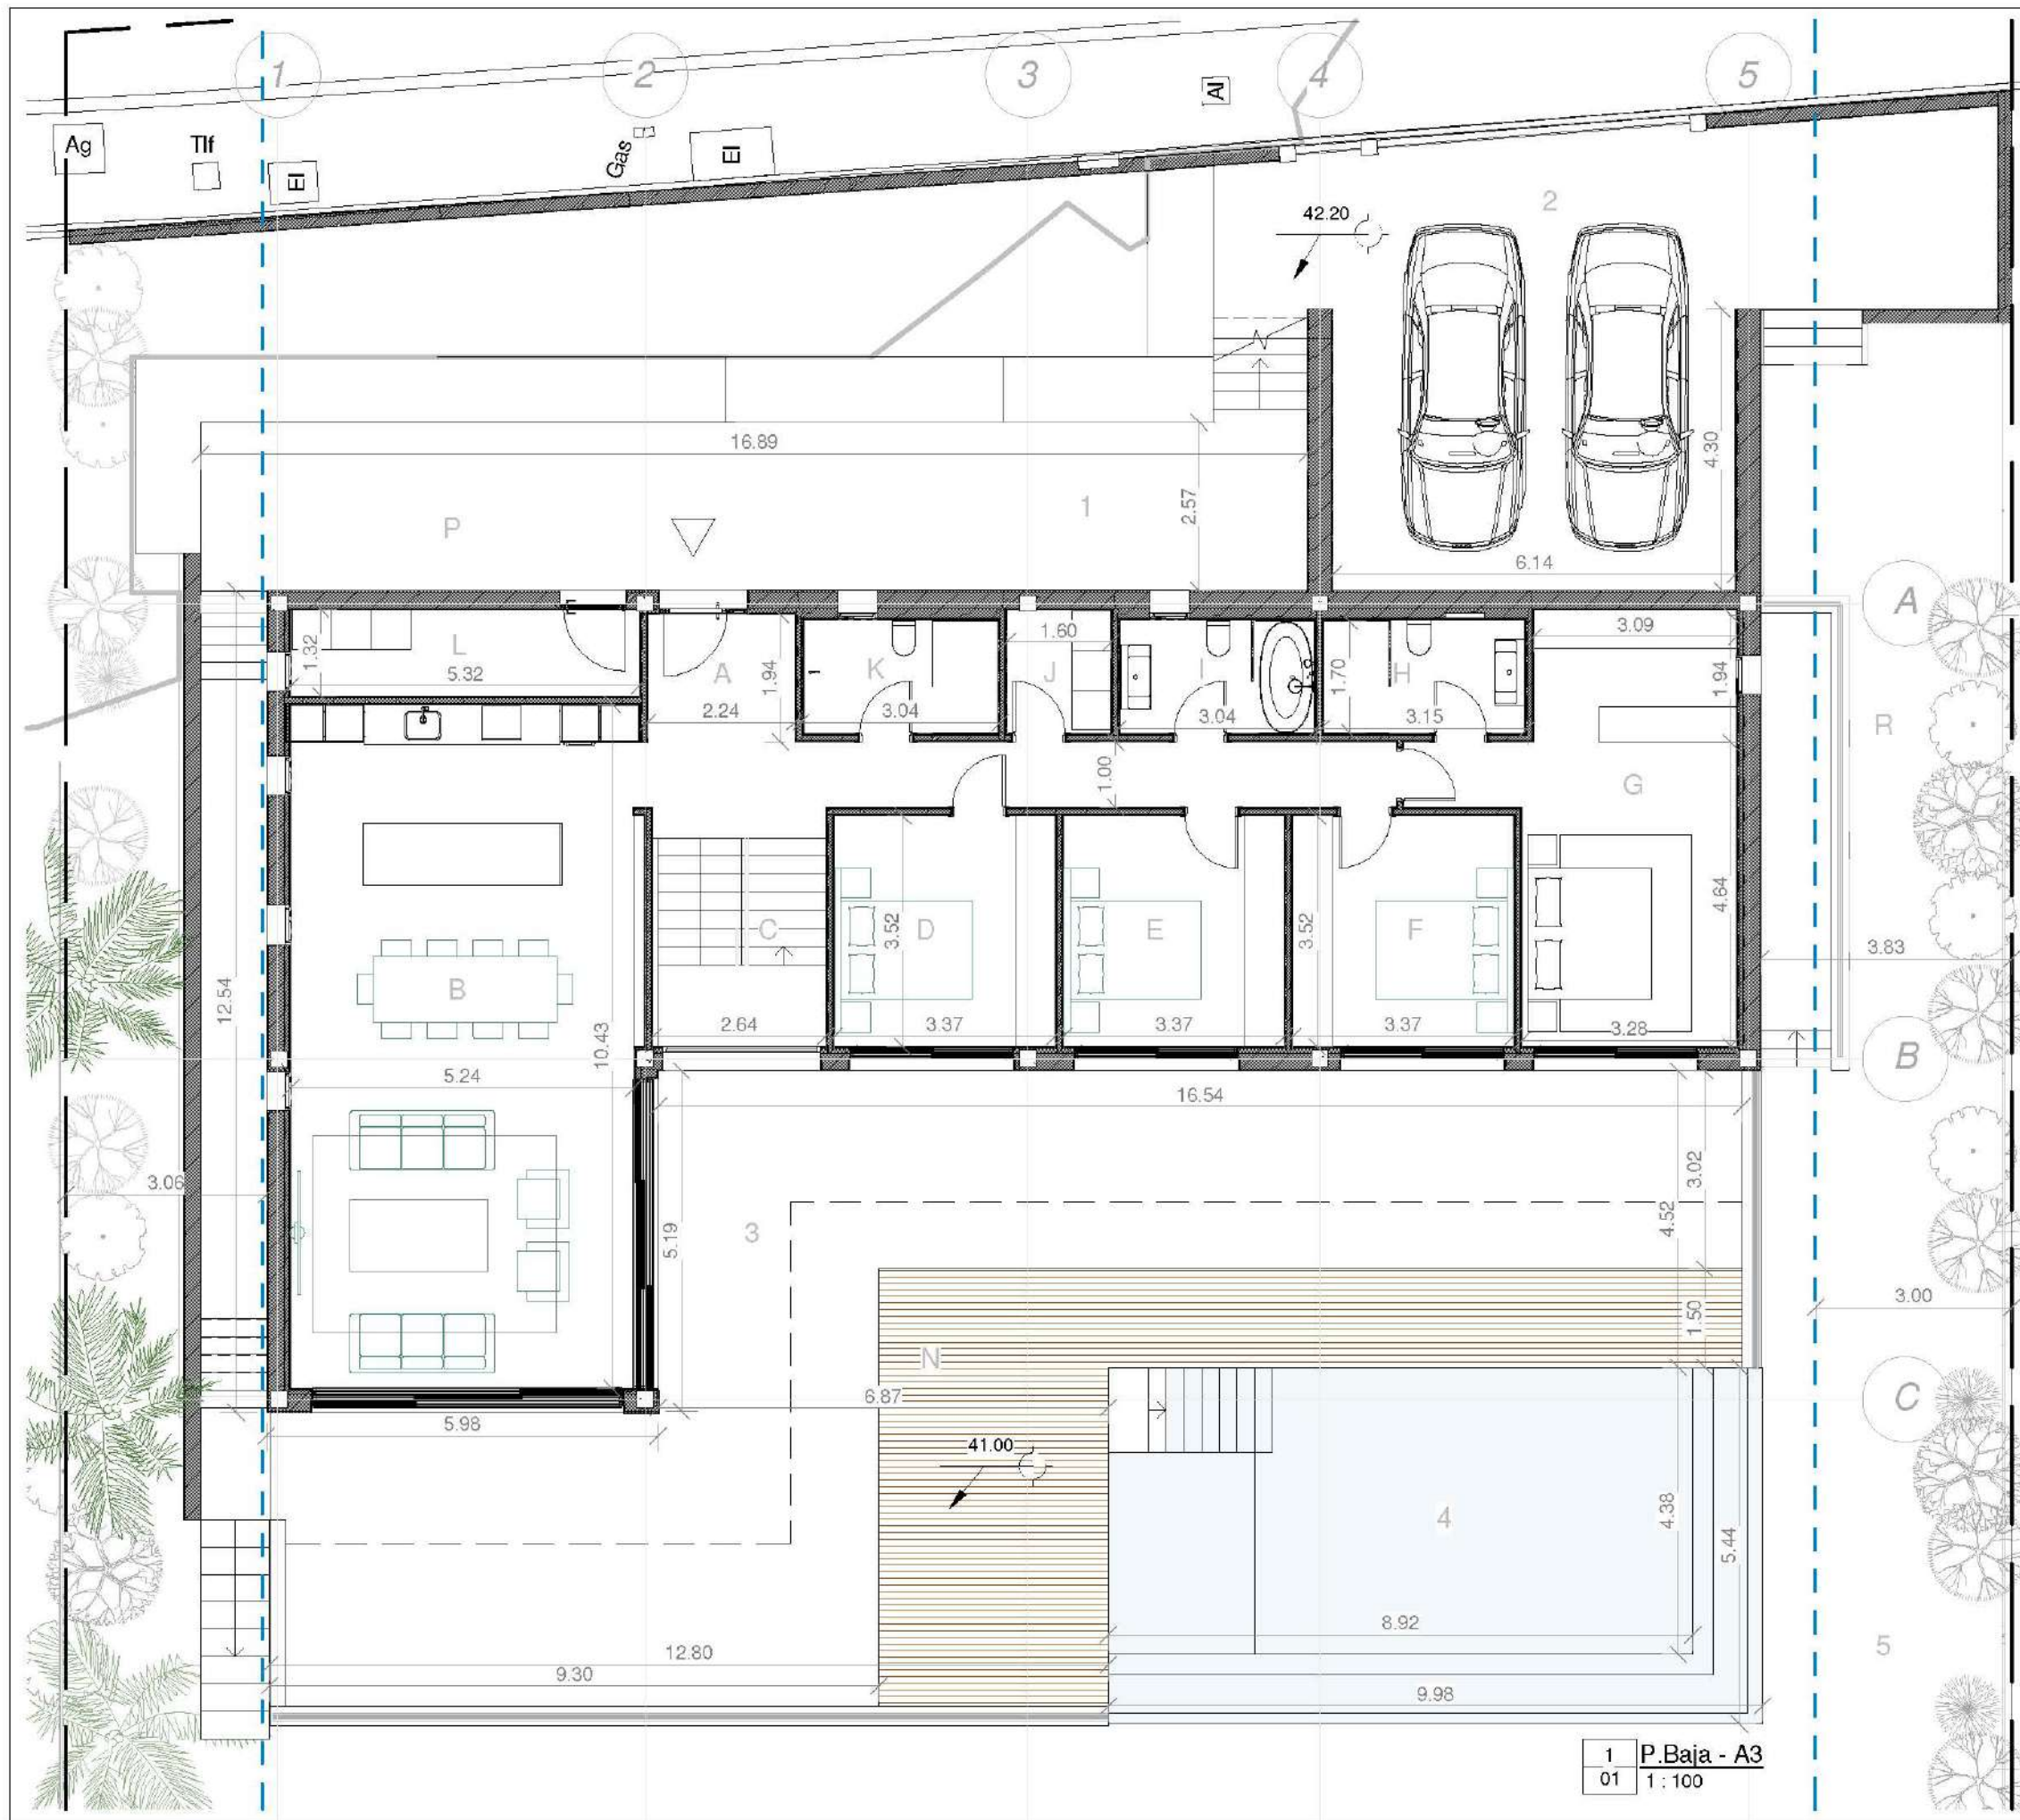 1 2 3 4 5
Ag
Tlf
El
Gas
El
Al
42.20
2
16.89
4.30
P
1
2.57
6.14
A
1.32
L
5.32
A
2.24
1.94
K
3.04
1.60
J
I
3.04
1.70
H
3.15
3.09
1.94
R
1.00
G
12.54
B
10.43
C
2.64
3.52
D
3.37
E
3.37
3.52
F
3.37
4.64
3.28
3.83
B
5.24
16.54
3.06
5.19
3
3.02
4.52
1.50
3.00
N
6.87
C
5.98
41.00
4
4.38
5.44
8.92
12.80
9.30
9.98
5
1
01
P.Baja - A3
1 : 100